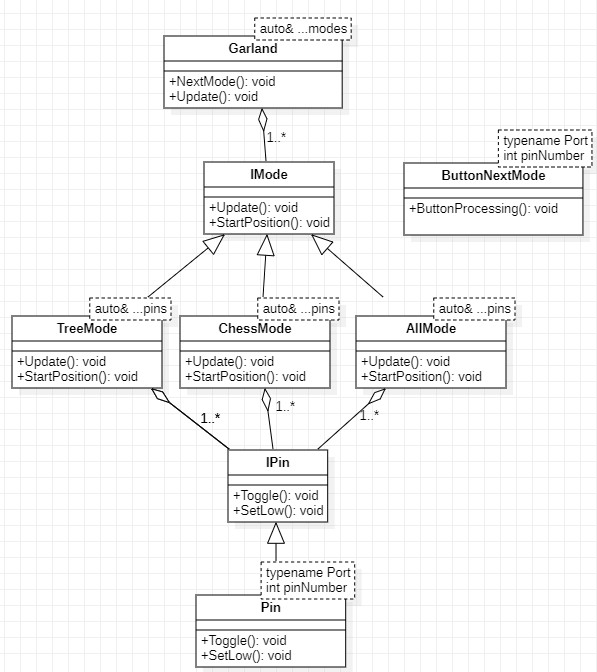 auto& ...modes
Garland
+NextMode(): void
+Update(): void
1..*
IMode
+Update(): void
+StartPosition(): void
typename Port
int pinNumber
ButtonNextMode
+ButtonProcessing(): void
auto& ...pins
TreeMode
+Update(): void
+StartPosition(): void
auto& ...pins
ChessMode
+Update(): void
+StartPosition(): void
auto& ...pins
AllMode
+Update(): void
+StartPosition(): void
1..*
1..*
1..*
IPin
+Toggle(): void
+SetLow(): void
typename Port
int pinNumber
Pin
+Toggle(): void
+SetLow(): void